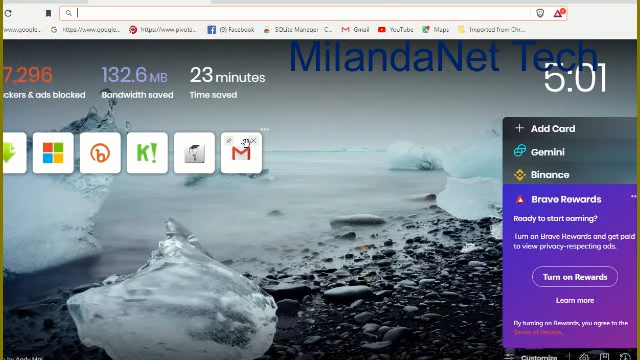 www.google...
https://www.google...
https://www.pivotz...
(9) Facebook
SQLite Manager - C...
Gmail
YouTube
Maps
Imported from Chr...
MilandaNet Tech
7,296
132.6 MB
23 minutes
ckers & ads blocked
Bandwidth saved
Time saved
5:01
K!
Add Card
Gemini
Binance
Brave Rewards
Ready to start earning?
Turn on Brave Rewards and get paid
to view privacy-respecting ads.
Turn on Rewards
Learn more
By turning on Rewards, you agree to the
Terms of Service.
Customize